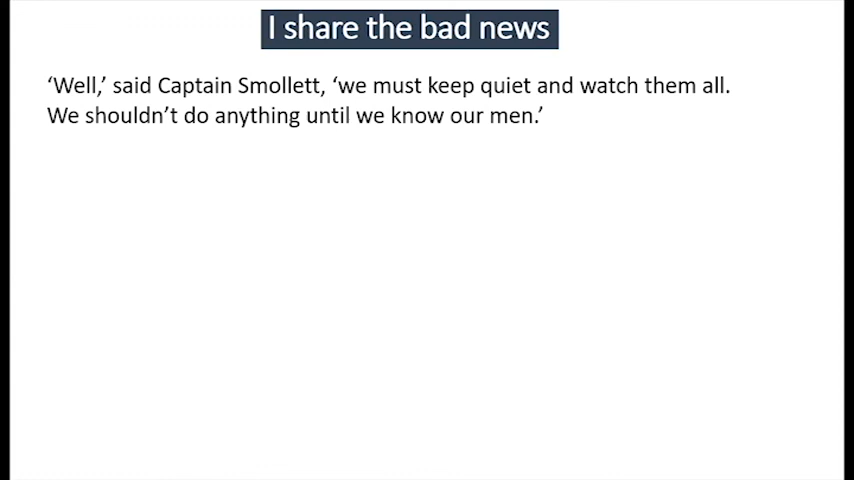 I share the bad news
‘Well,’ said Captain Smollett, ‘we must keep quiet and watch them all.
We shouldn’t do anything until we know our men.’